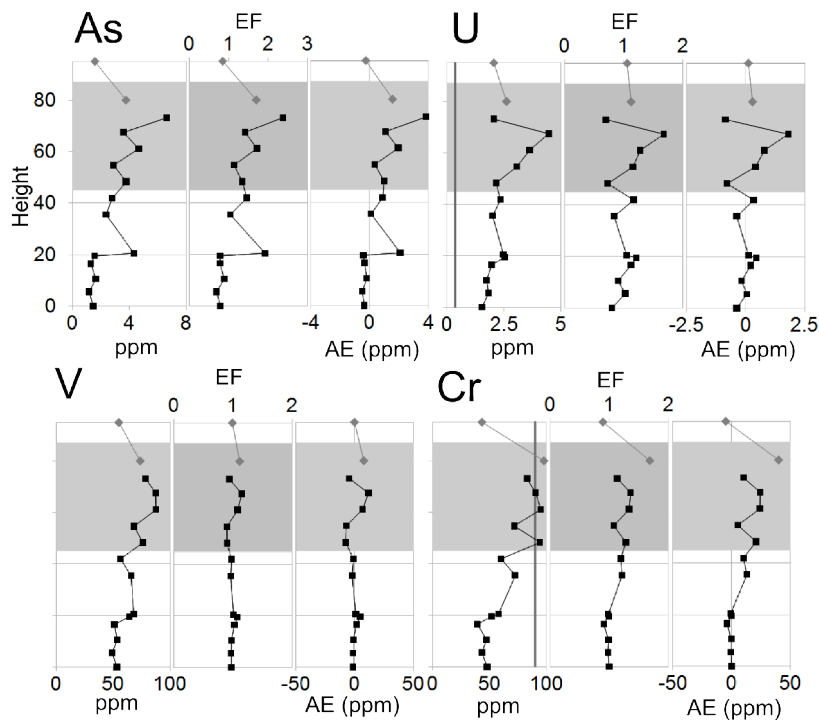 As
EF
0 1 2 3
U
EF
0 1 2
Height
80
60
40
20
0
0 4 8
ppm
-4 0 4
AE (ppm)
0 2.5 5
ppm
-2.5 0 2.5
AE (ppm)
V
EF
0 1 2
Cr
EF
0 1 2
0 50 100
ppm
-50 0 50
AE (ppm)
0 50 100
ppm
-50 0 50
AE (ppm)